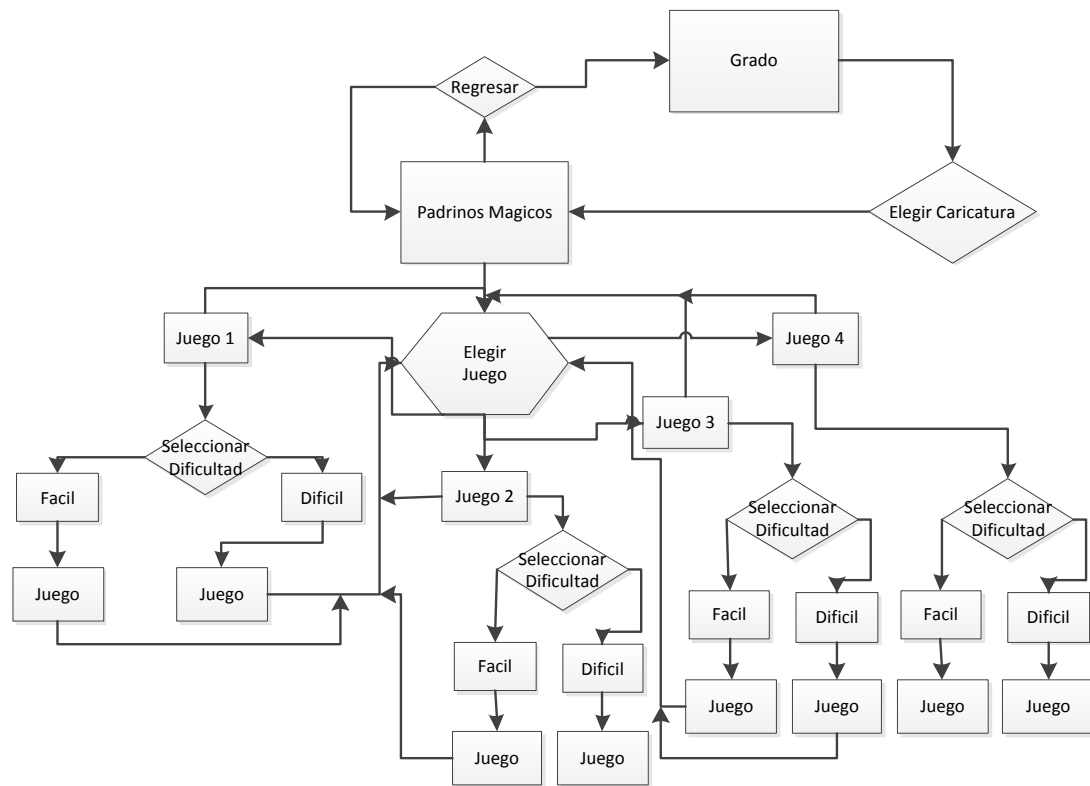 Grado
Regresar
Padrinos Magicos
Elegir Caricatura
Juego 1
Elegir
Juego
Juego 4
Juego 3
Seleccionar
Dificultad
Facil
Dificil
Juego 2
Seleccionar
Dificultad
Seleccionar
Dificultad
Seleccionar
Dificultad
Juego
Juego
Facil
Dificil
Facil
Dificil
Facil
Dificil
Juego
Juego
Juego
Juego
Juego
Juego